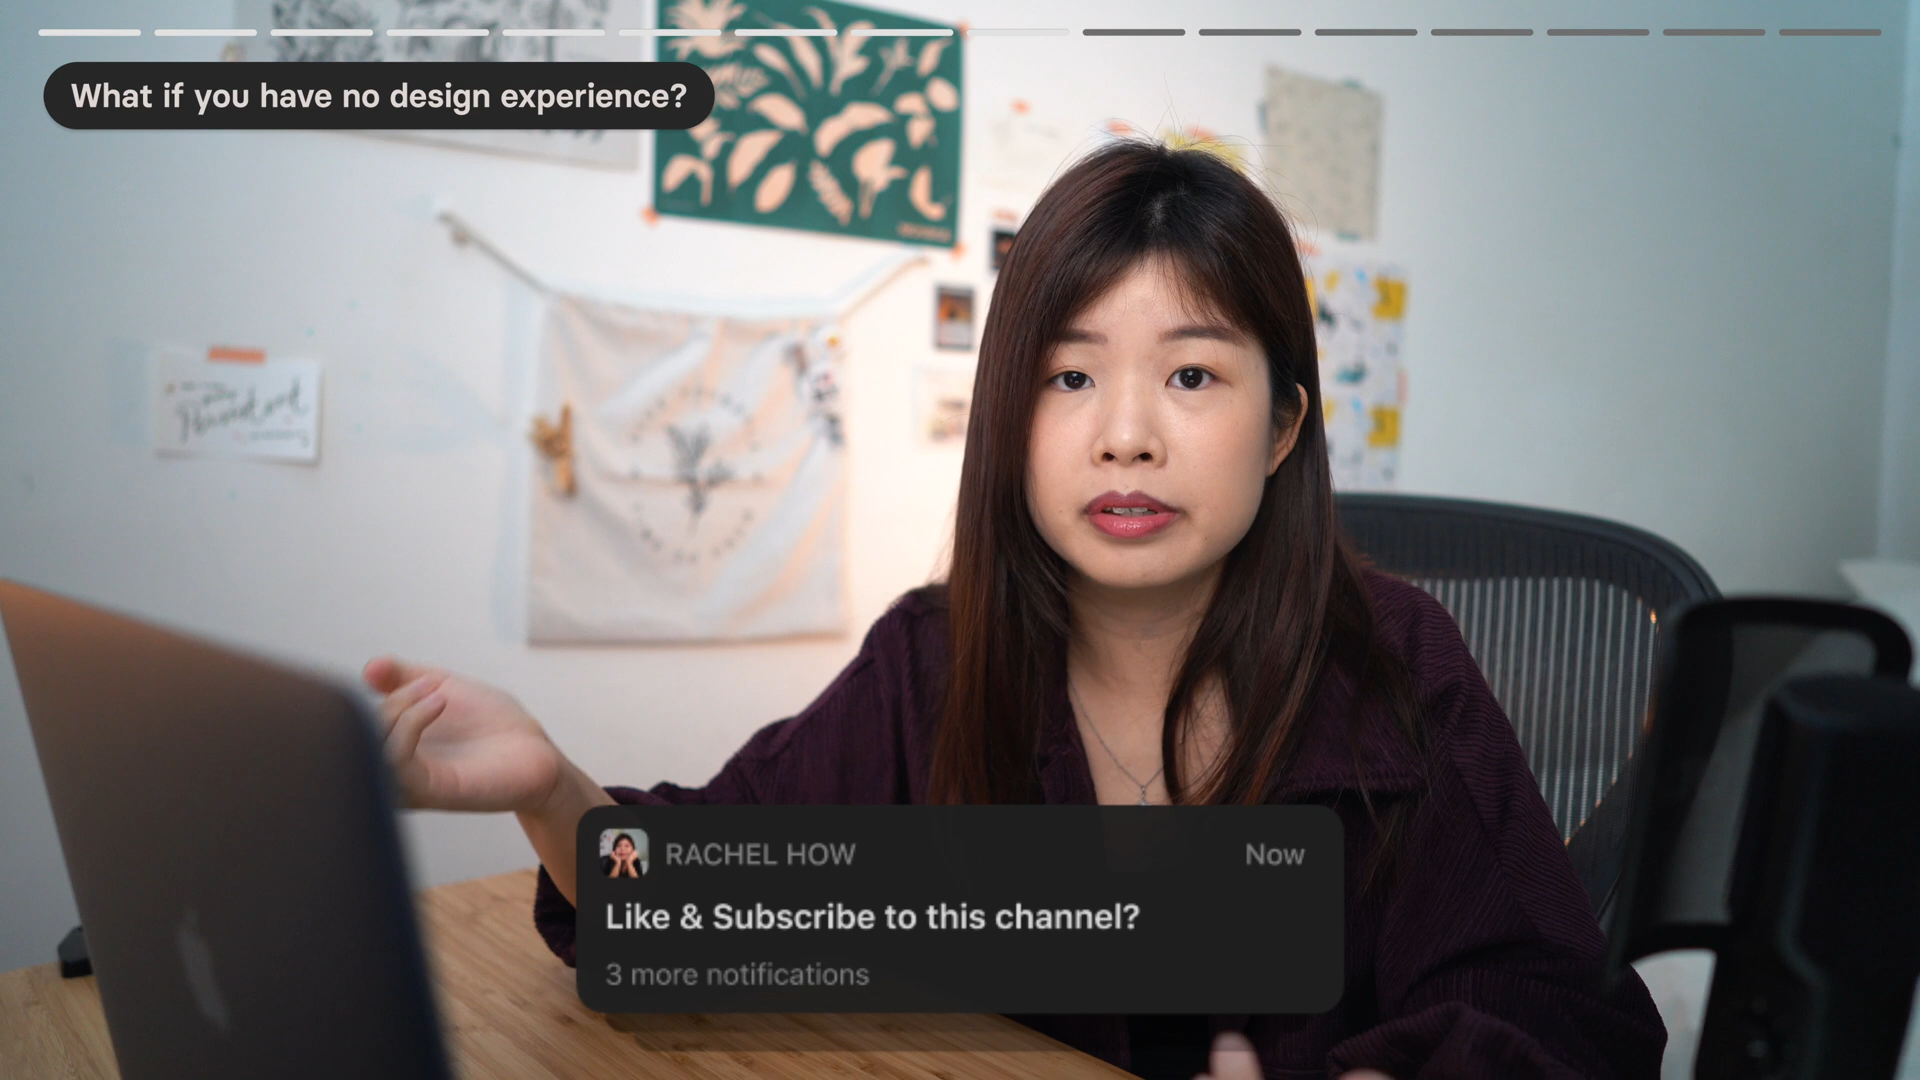 What if you have no design experience?
RACHEL HOW
Now
Like & Subscribe to this channel?
3 more notifications